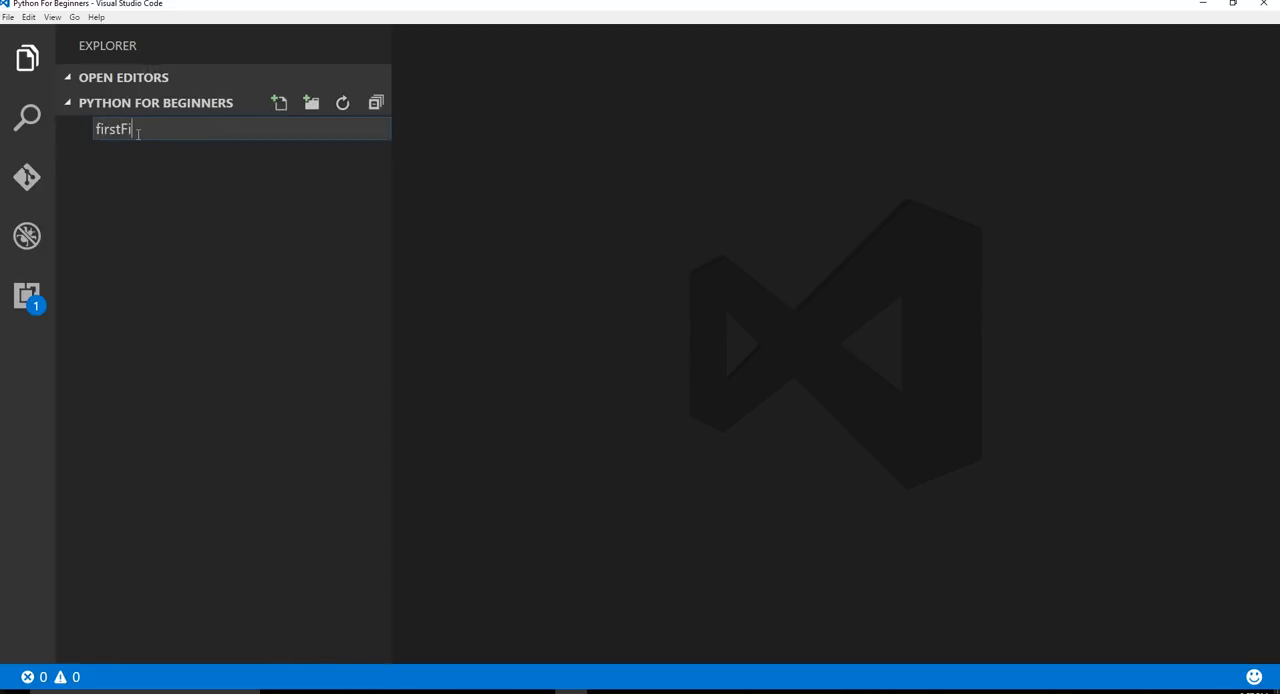 Python For Beginners - Visual Studio Code
File Edit View Go Help
EXPLORER
OPEN EDITORS
PYTHON FOR BEGINNERS
firstFi
1
0 0